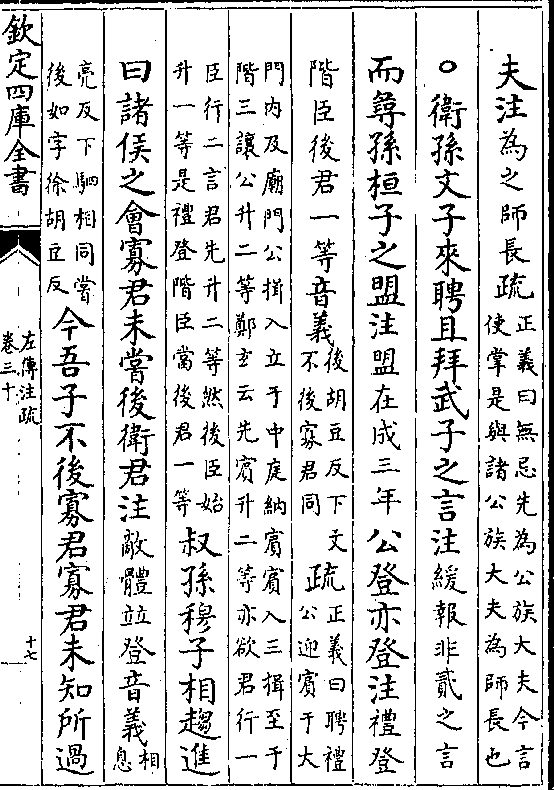 夫注為之師長疏正義曰無忌先為公族大夫今言
使掌是與諸公族大夫為師長也
○衛孫文子來聘且拜武子之言注緩報非貳之言
而尋孫桓子之盟注盟在成三年公登亦登注禮登
階臣後君一等音義後胡豆反下文
不後寡君同疏正義曰聘禮
公迎賓于大
門內及廟門公揖入立于中庭納賓賓入三揖至于
階三讓公升二等鄭玄云先賓升二等亦欲君行一
臣行二言君先升二等然後臣始
升一等是禮登階臣當後君一等叔孫穆子相趨進
曰諸侯之會寡君未嘗後衛君注敵體並登音義相
息
亮反下駟相同嘗
後如字徐胡豆反今吾子不後寡君寡君未知所過
欽定四庫全書
左傳注疏
卷三十
十七